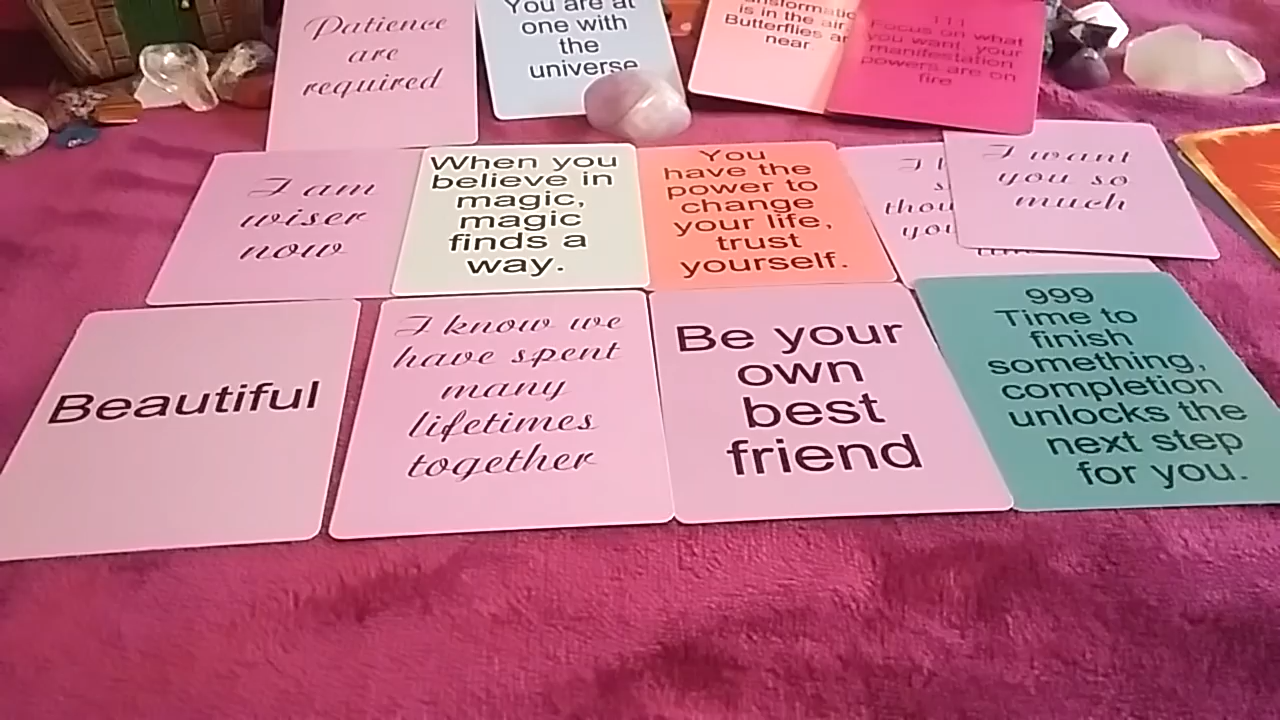 Patience
are
required
You are at
one with
the
universe
is in the air
Butterflies
near
111
Focus on what
you want, your
manifestation
powers are on
fire
I am
wiser
now
When you
believe in
magic,
magic
finds a
way.
You
have the
power to
change
your life,
trust
yourself.
I want
you so
much
Beautiful
I know we
have spent
many
lifetimes
together
Be your
own
best
friend
999
Time to
finish
something,
completion
unlocks the
next step
for you.